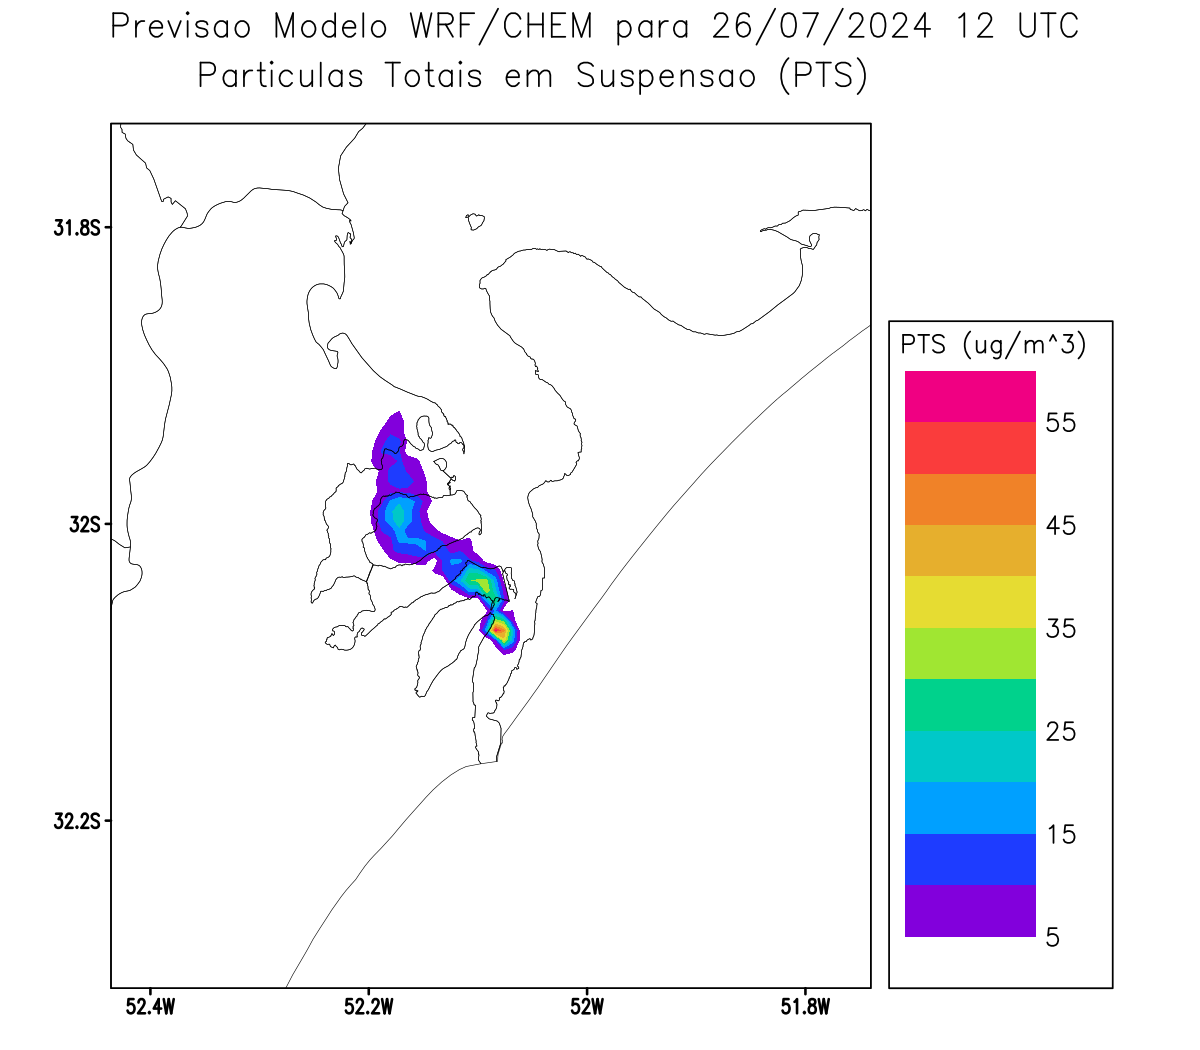 Previsao Modelo WRF/CHEM para 26/07/2024 12 UTC
Particulas Totais em Suspensao (PTS)
31.8S
32S
32.2S
52.4W
52.2W
52W
51.8W
PTS (ug/m^3)
55
45
35
25
15
5